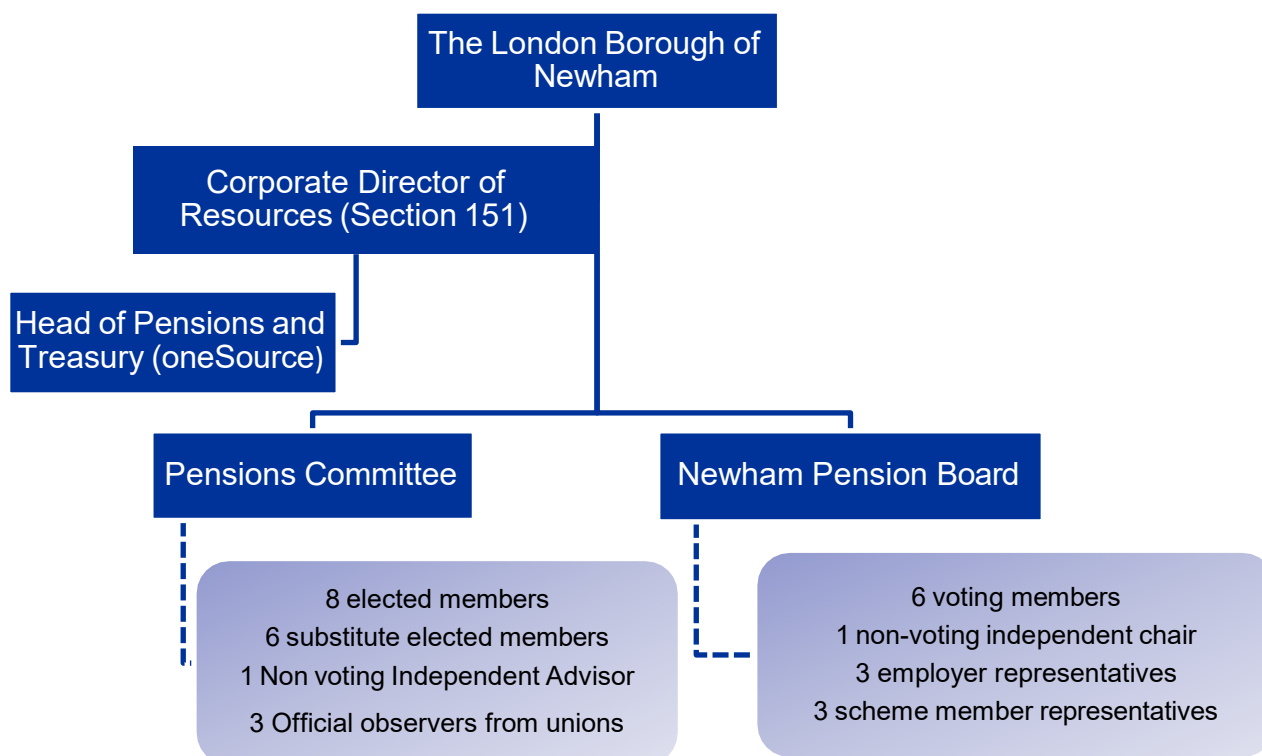 The London Borough of
Newham
Corporate Director of
Resources (Section 151)
Head of Pensions and
Treasury (oneSource)
Pensions Committee
Newham Pension Board
8 elected members
6 substitute elected members
1 Non voting Independent Advisor
3 Official observers from unions
6 voting members
1 non-voting independent chair
3 employer representatives
3 scheme member representatives